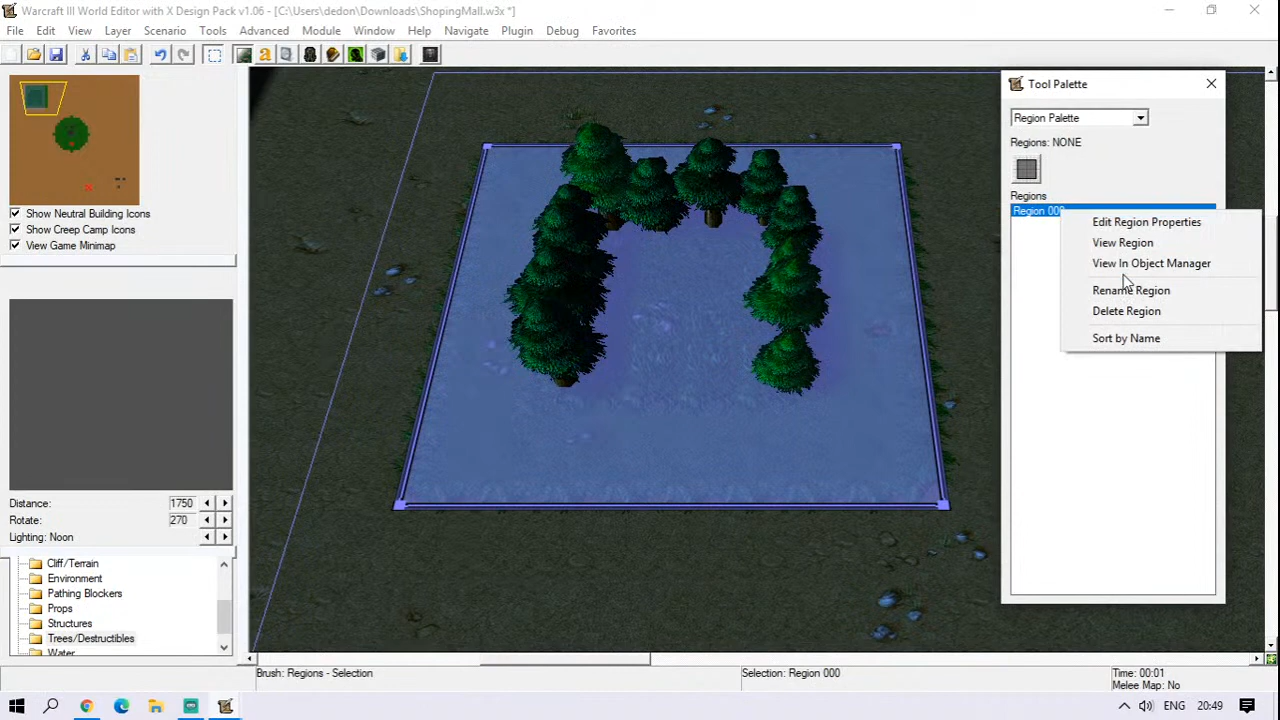 Warcraft III World Editor with X Design Pack v1.06 - [C:\Users\dedon\Downloads\ShopingMall.w3x *]
File Edit View Layer Scenario Tools Advanced Module Window Help Navigate Plugin Debug Favorites
Tool Palette
Region Palette
Regions: NONE
Regions
Region 000
Edit Region Properties
View Region
View In Object Manager
Rename Region
Delete Region
Sort by Name
Show Neutral Building Icons
Show Creep Camp Icons
View Game Minimap
Distance: 1750
Rotate: 270
Lighting: Noon
Cliff/Terrain
Environment
Pathing Blockers
Props
Structures
Trees/Destructibles
Water
Brush: Regions - Selection
Selection: Region 000
Time: 00:01
Melee Map: No
ENG 20:49